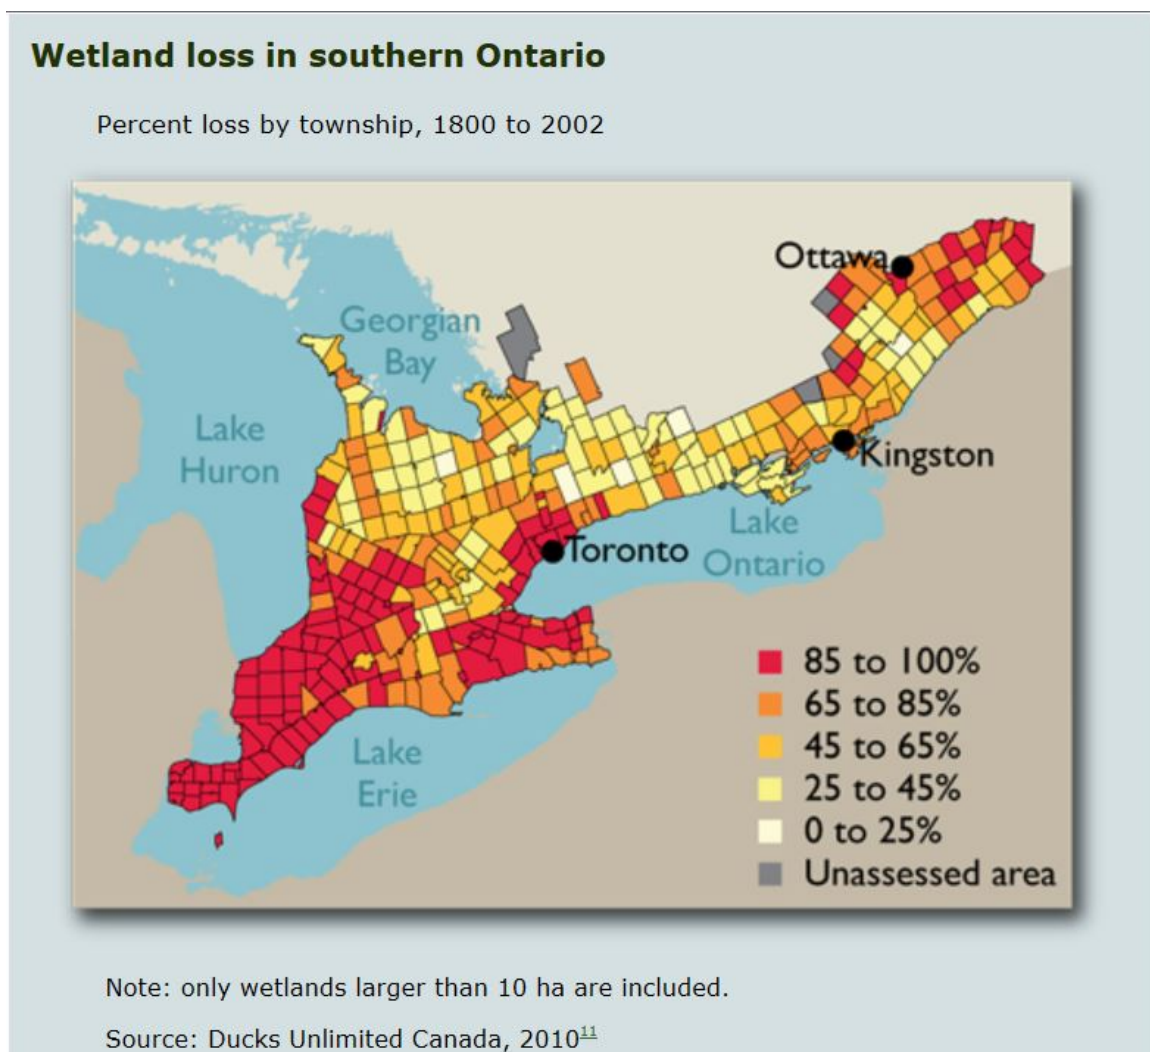 Wetland loss in southern Ontario
Percent loss by township, 1800 to 2002
Ottawa
Georgian
Bay
Lake
Huron
Kingston
Lake
Ontario
Toronto
Lake
Erie
85 to 100%
65 to 85%
45 to 65%
25 to 45%
0 to 25%
Unassessed area
Note: only wetlands larger than 10 ha are included.
Source: Ducks Unlimited Canada, 2010¹¹